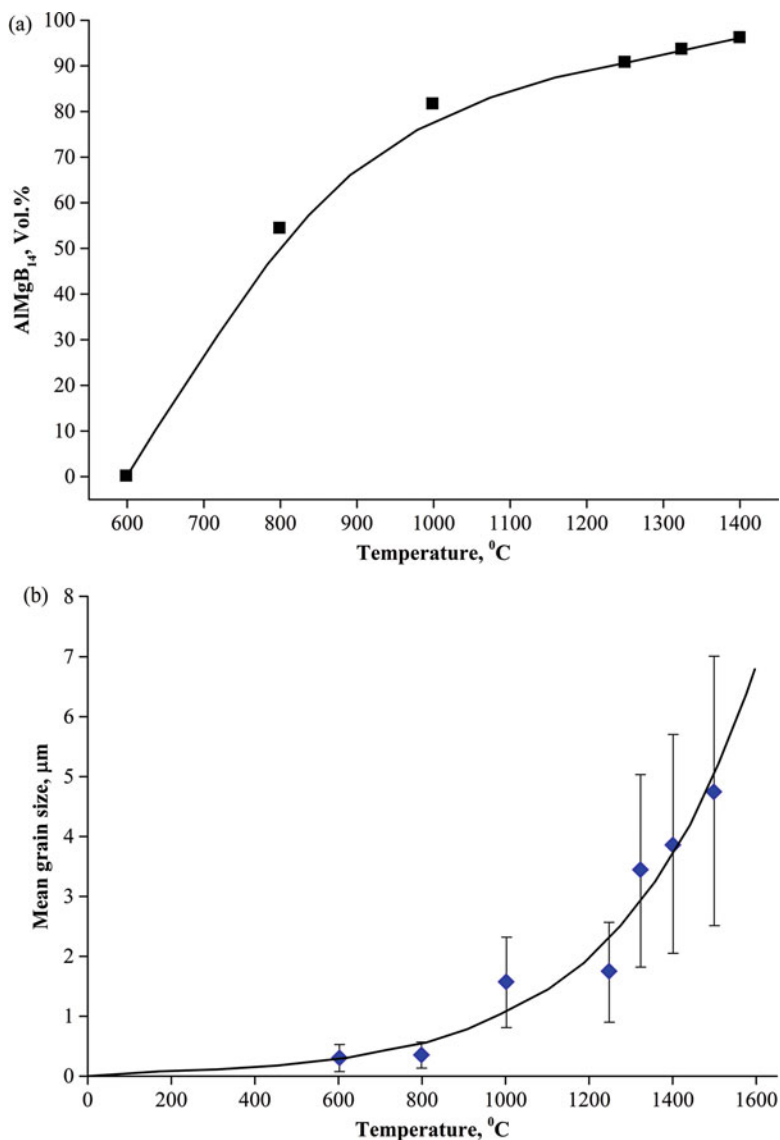 (a)
100
90
80
70
60
50
40
30
20
10
0
AlMgB₁₄, Vol.%
600 700 800 900 1000 1100 1200 1300 1400
Temperature, ⁰C
(b)
8
7
6
5
4
3
2
1
0
Mean grain size, μm
0 200 400 600 800 1000 1200 1400 1600
Temperature, ⁰C